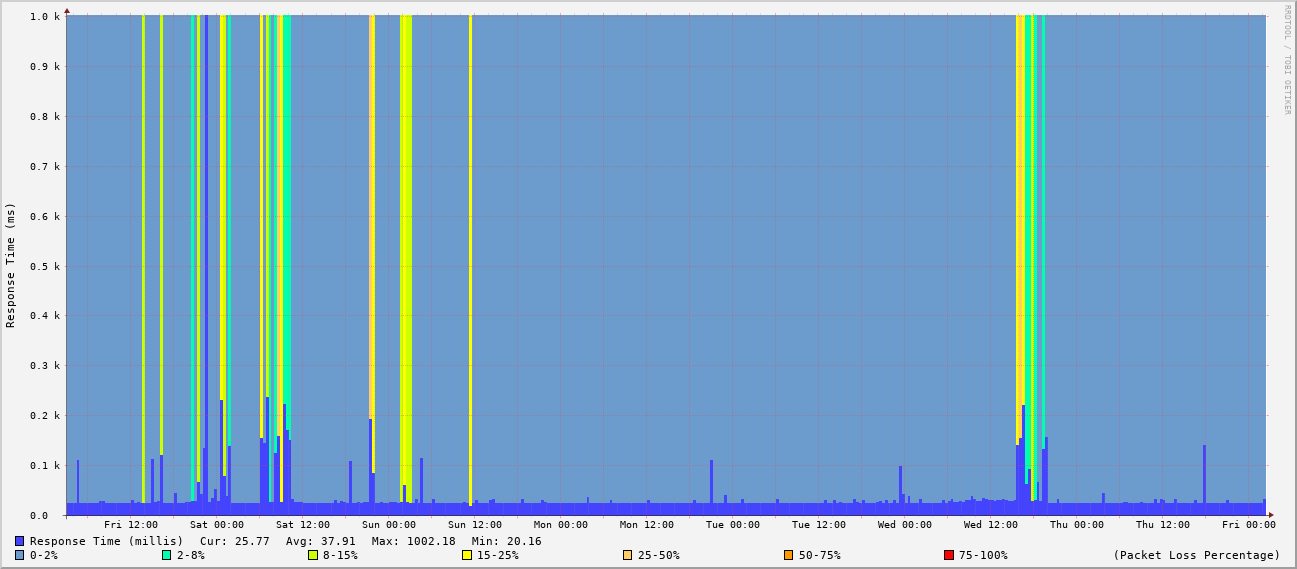 1.0 k
0.9 k
0.8 k
0.7 k
0.6 k
0.5 k
0.4 k
0.3 k
0.2 k
0.1 k
0.0
Response Time (ms)
RRDTOOL / TOBI OETIKER
Fri 12:00 Sat 00:00 Sat 12:00 Sun 00:00 Sun 12:00 Mon 00:00 Mon 12:00 Tue 00:00 Tue 12:00 Wed 00:00 Wed 12:00 Thu 00:00 Thu 12:00 Fri 00:00
Response Time (millis) Cur: 25.77 Avg: 37.91 Max: 1002.18 Min: 20.16
0-2% 2-8% 8-15% 15-25% 25-50% 50-75% 75-100% (Packet Loss Percentage)